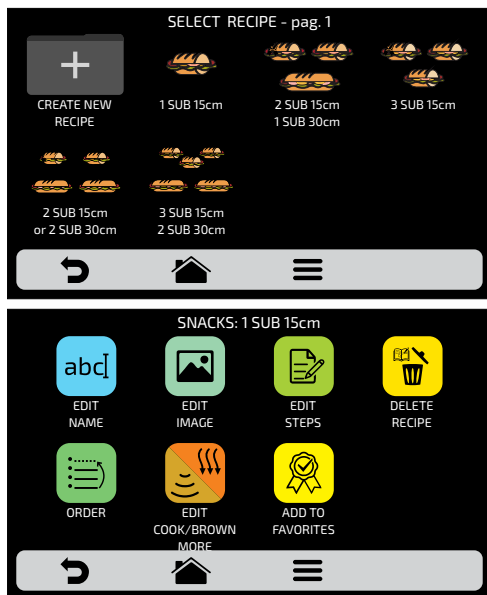 SELECT RECIPE - pag. 1
CREATE NEW
RECIPE
1 SUB 15cm
2 SUB 15cm
1 SUB 30cm
3 SUB 15cm
2 SUB 15cm
or 2 SUB 30cm
3 SUB 15cm
2 SUB 30cm
SNACKS: 1 SUB 15cm
abc
EDIT
NAME
EDIT
IMAGE
EDIT
STEPS
DELETE
RECIPE
ORDER
EDIT
COOK/BROWN
MORE
ADD TO
FAVORITES